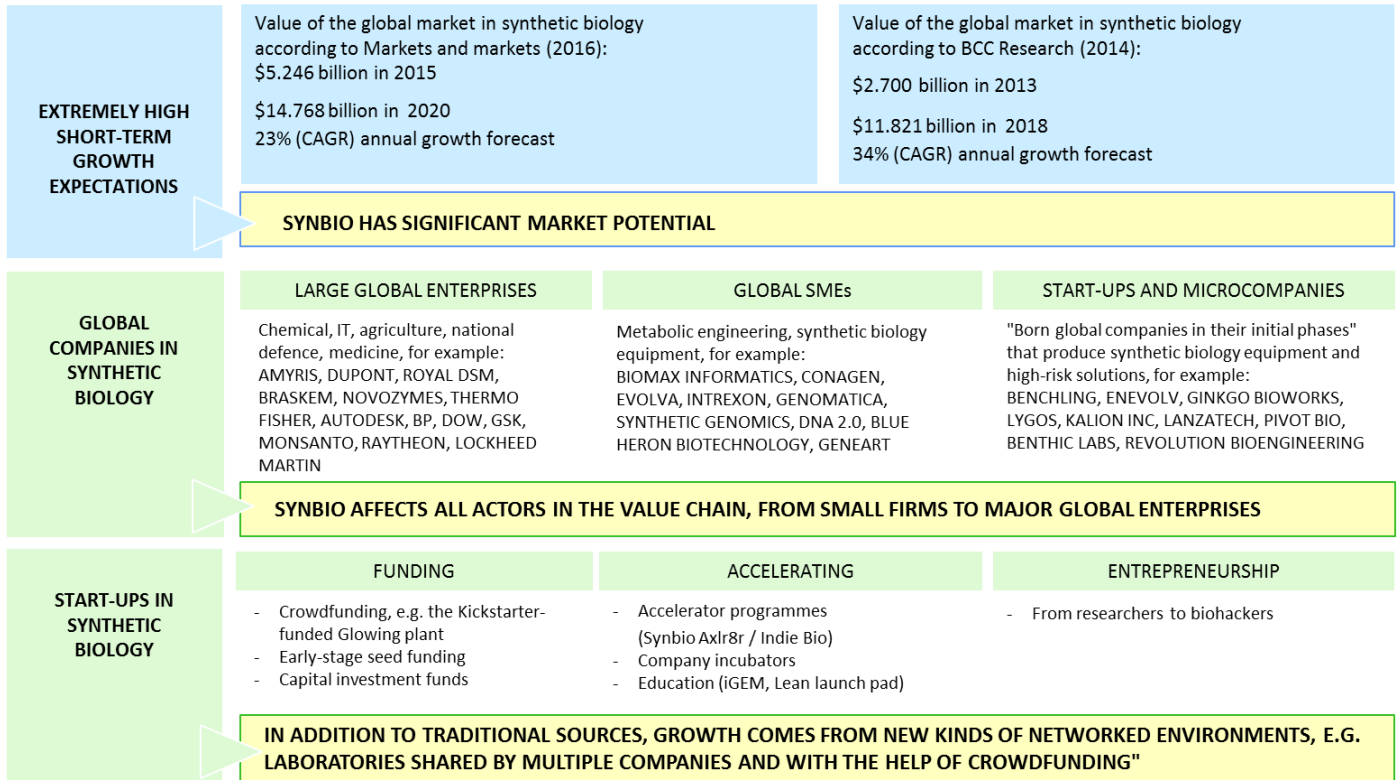 EXTREMELY HIGH
SHORT-TERM
GROWTH
EXPECTATIONS
Value of the global market in synthetic biology
according to Markets and markets (2016):
$5.246 billion in 2015
$14.768 billion in 2020
23% (CAGR) annual growth forecast
Value of the global market in synthetic biology
according to BCC Research (2014):
$2.700 billion in 2013
$11.821 billion in 2018
34% (CAGR) annual growth forecast
SYNBIO HAS SIGNIFICANT MARKET POTENTIAL
GLOBAL
COMPANIES IN
SYNTHETIC
BIOLOGY
LARGE GLOBAL ENTERPRISES
Chemical, IT, agriculture, national
defence, medicine, for example:
AMYRIS, DUPONT, ROYAL DSM,
BRASKEM, NOVOZYMES, THERMO
FISHER, AUTODESK, BP, DOW, GSK,
MONSANTO, RAYTHEON, LOCKHEED
MARTIN
GLOBAL SMEs
Metabolic engineering, synthetic biology
equipment, for example:
BIOMAX INFORMATICS, CONAGEN,
EVOLVA, INTREXON, GENOMATICA,
SYNTHETIC GENOMICS, DNA 2.0, BLUE
HERON BIOTECHNOLOGY, GENEART
START-UPS AND MICROCOMPANIES
"Born global companies in their initial phases"
that produce synthetic biology equipment and
high-risk solutions, for example:
BENCHLING, ENEVOLV, GINKGO BIOWORKS,
LYGOS, KALION INC, LANZATECH, PIVOT BIO,
BENTHIC LABS, REVOLUTION BIOENGINEERING
SYNBIO AFFECTS ALL ACTORS IN THE VALUE CHAIN, FROM SMALL FIRMS TO MAJOR GLOBAL ENTERPRISES
START-UPS IN
SYNTHETIC
BIOLOGY
FUNDING
- Crowdfunding, e.g. the Kickstarter-
funded Glowing plant
- Early-stage seed funding
- Capital investment funds
ACCELERATING
- Accelerator programmes
(Synbio Axlr8r / Indie Bio)
- Company incubators
- Education (iGEM, Lean launch pad)
ENTREPRENEURSHIP
- From researchers to biohackers
IN ADDITION TO TRADITIONAL SOURCES, GROWTH COMES FROM NEW KINDS OF NETWORKED ENVIRONMENTS, E.G.
LABORATORIES SHARED BY MULTIPLE COMPANIES AND WITH THE HELP OF CROWDFUNDING"